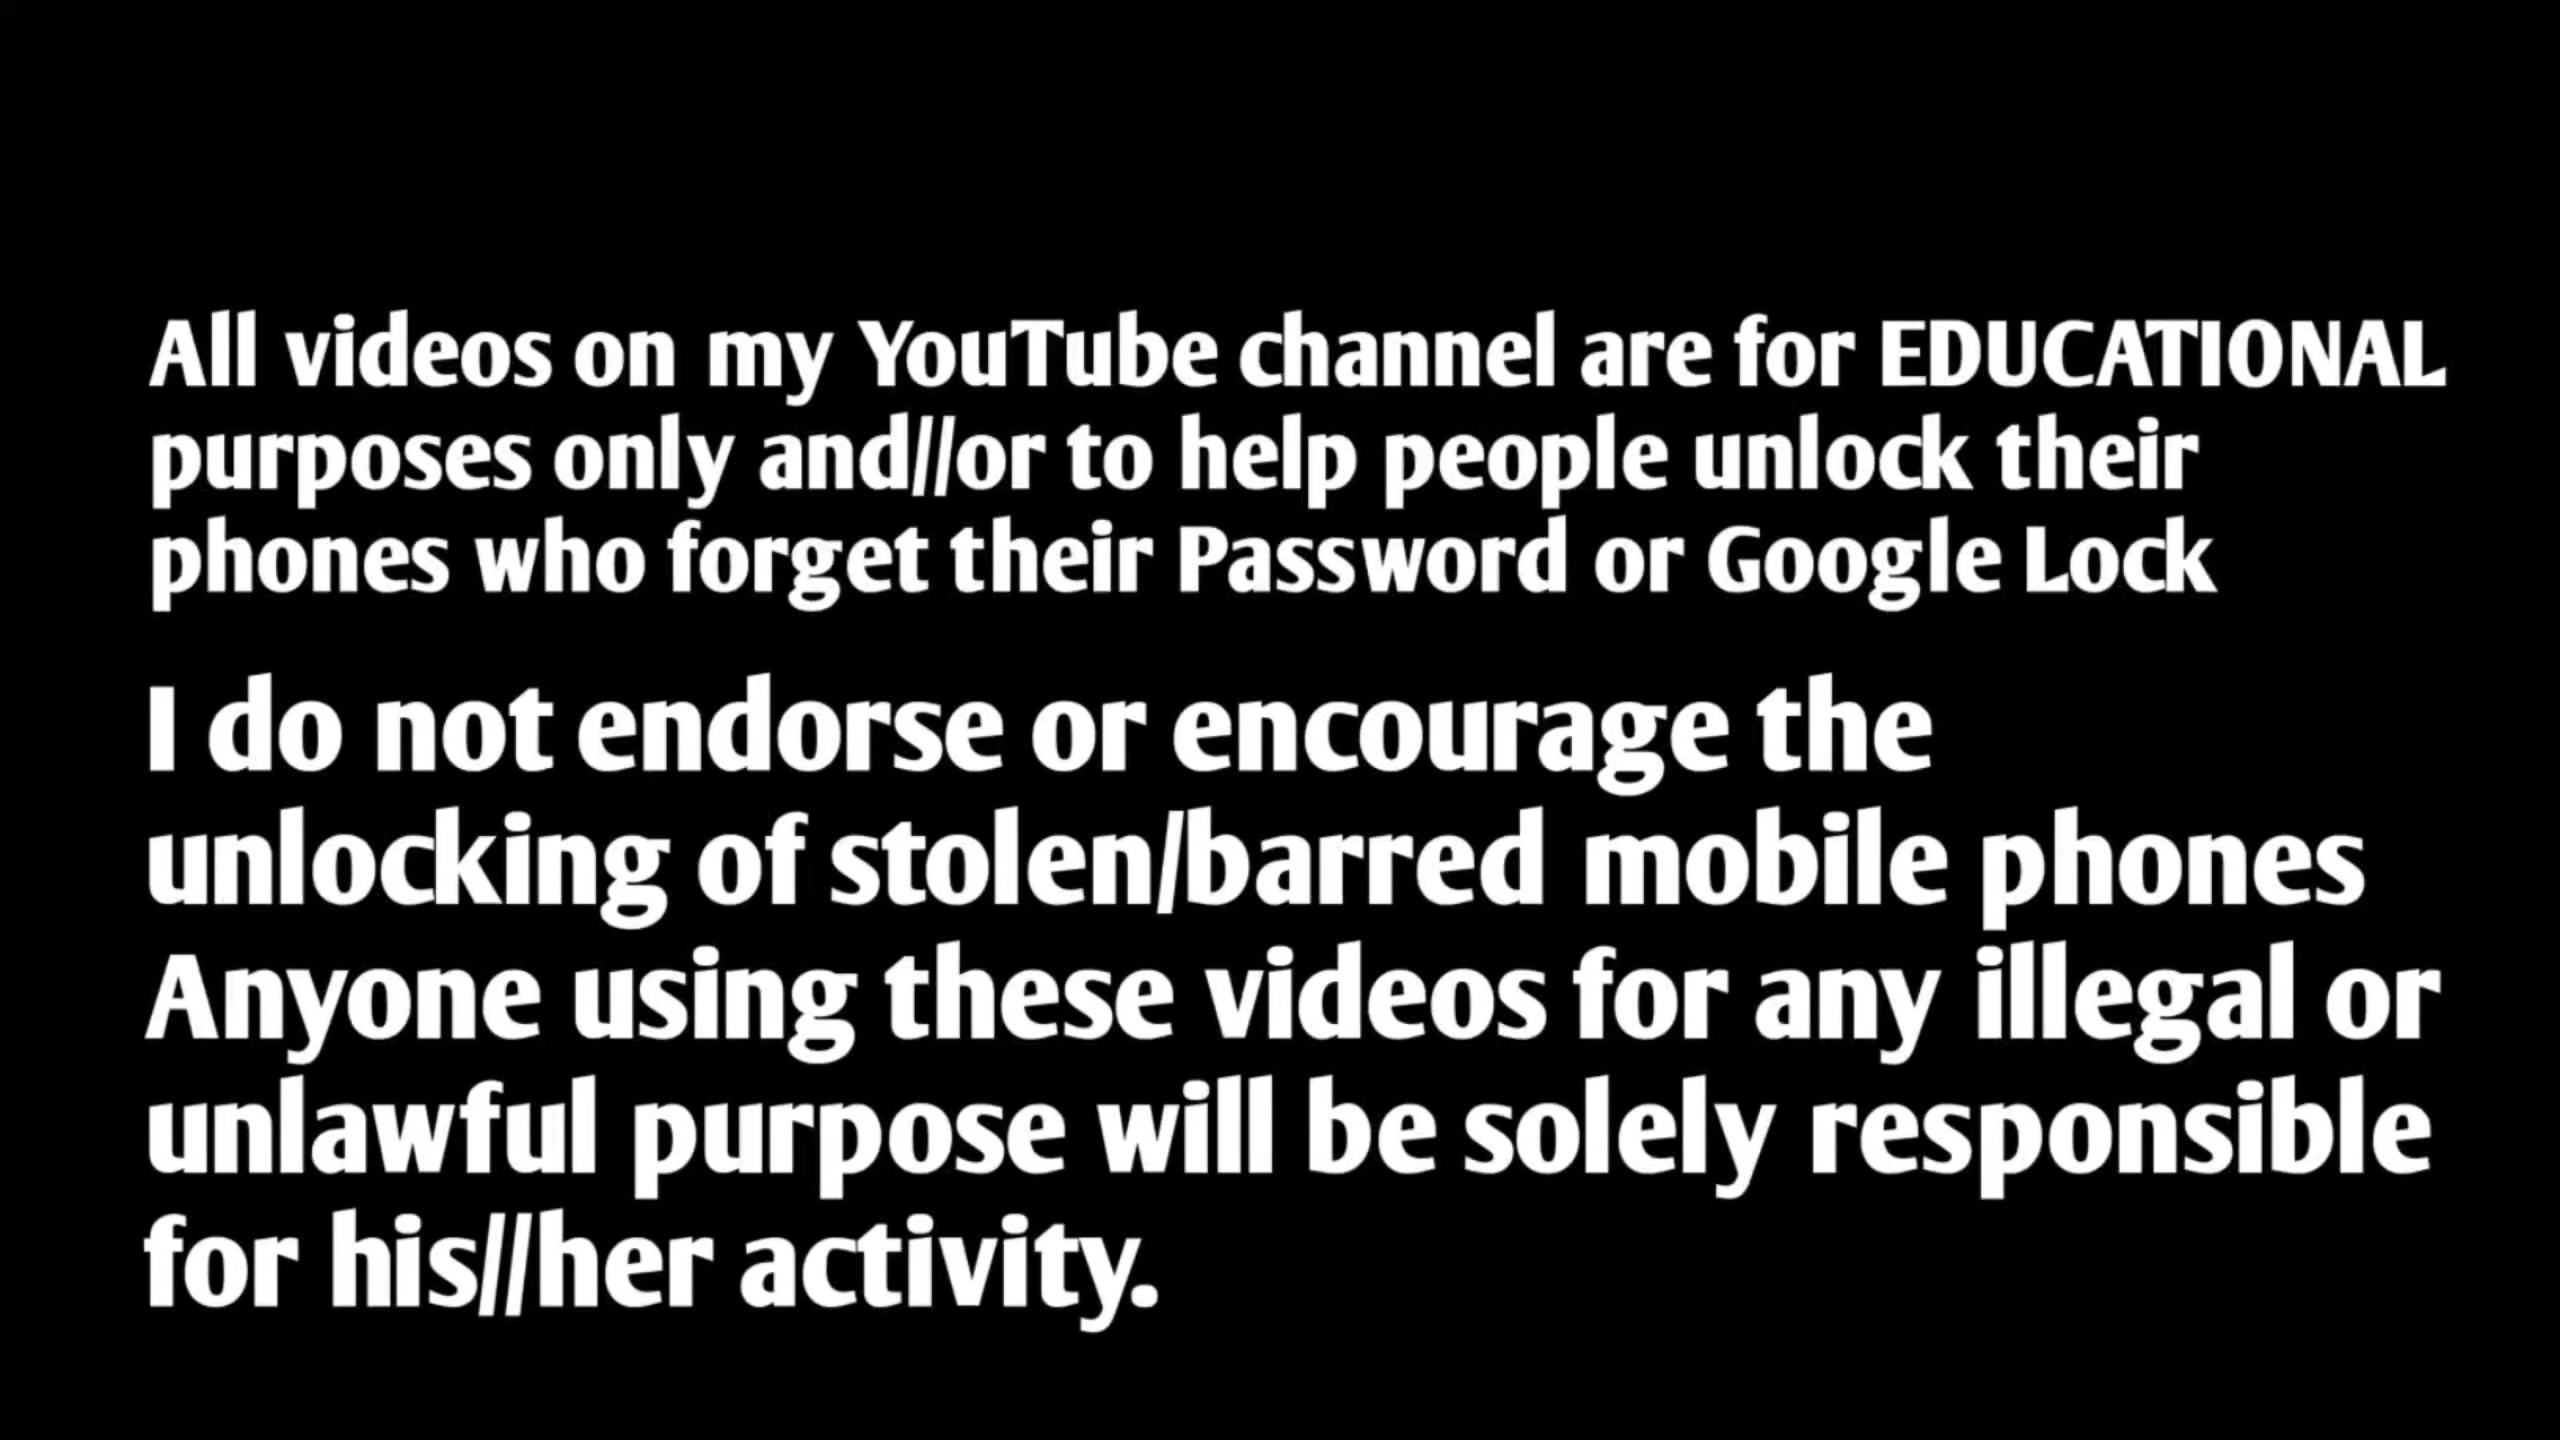 All videos on my YouTube channel are for EDUCATIONAL
purposes only and//or to help people unlock their
phones who forget their Password or Google Lock
I do not endorse or encourage the
unlocking of stolen/barred mobile phones
Anyone using these videos for any illegal or
unlawful purpose will be solely responsible
for his//her activity.